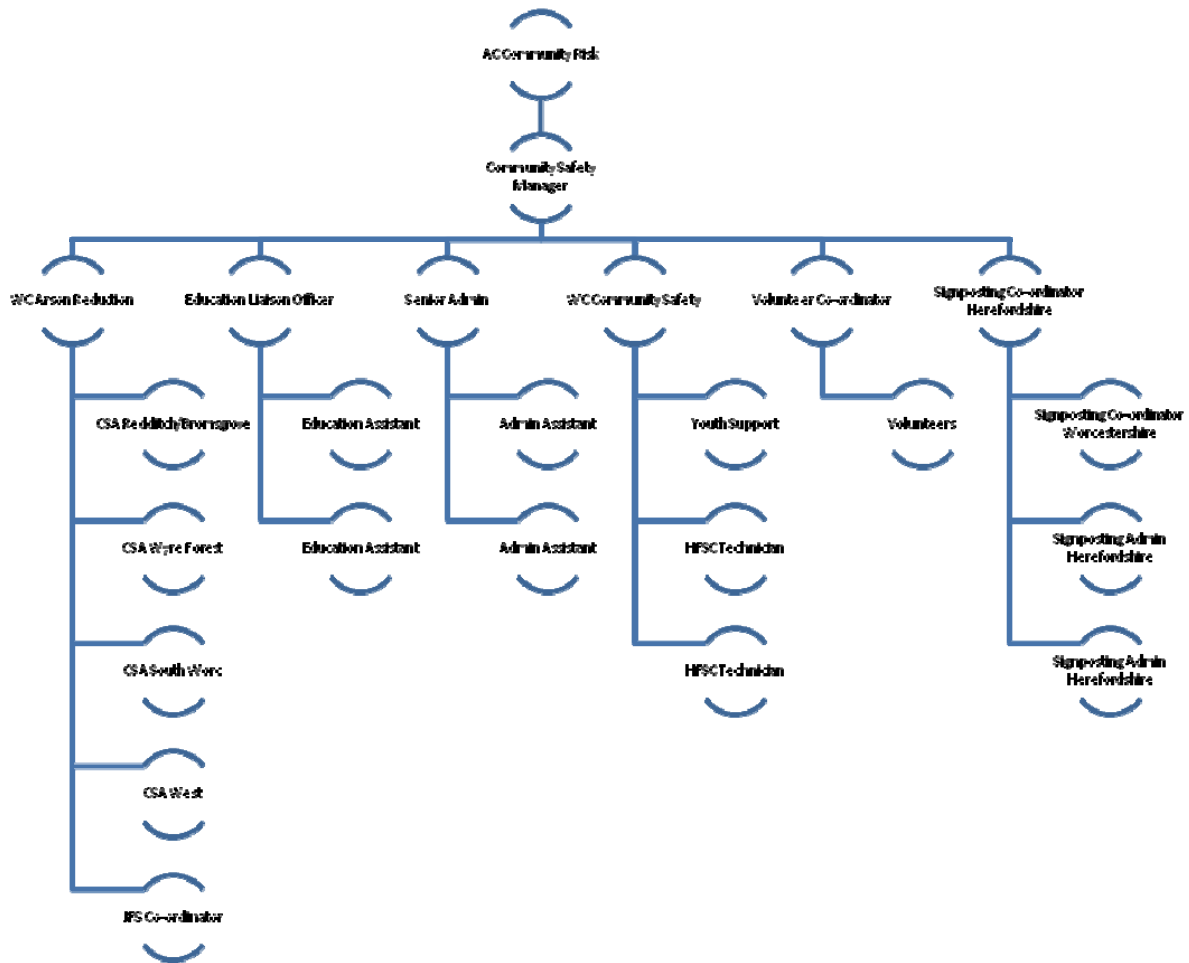 AC Community Risk
Community Safety
Manager
WC Arson Reduction
Education Liaison Officer
Senior Admin
WC Community Safety
Volunteer Co-ordinator
Signposting Co-ordinator
Herefordshire
CSA Redditch/Bromsgrove
Education Assistant
Admin Assistant
Youth Support
Volunteers
Signposting Co-ordinator
Worcestershire
CSA Wyre Forest
Education Assistant
Admin Assistant
HFSC Technician
Signposting Admin
Herefordshire
CSA South Worc
HFSC Technician
Signposting Admin
Herefordshire
CSA West
JFS Co-ordinator